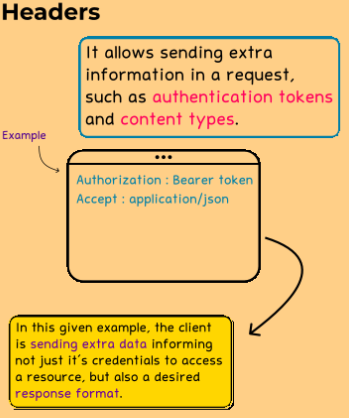 Headers
It allows sending extra
information in a request,
such as authentication tokens
and content types.
Example
Authorization : Bearer token
Accept : application/json
In this given example, the client
is sending extra data informing
not just it's credentials to access
a resource, but also a desired
response format.